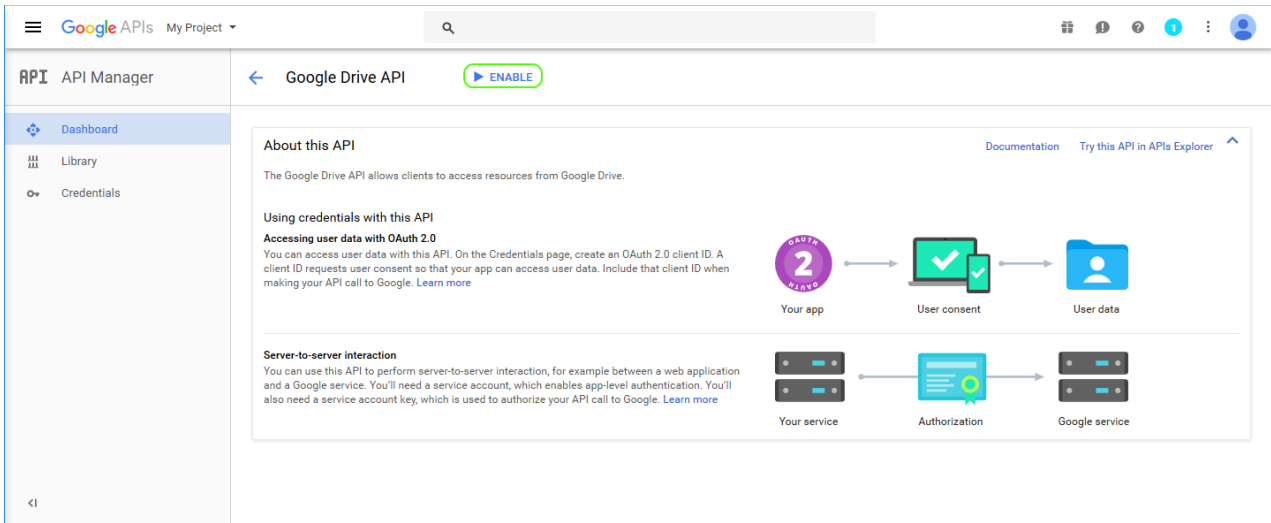 Google APIs My Project
1
API API Manager
Google Drive API
ENABLE
Dashboard
Library
Credentials
About this API
Documentation
Try this API in APIs Explorer
The Google Drive API allows clients to access resources from Google Drive.
Using credentials with this API
Accessing user data with OAuth 2.0
You can access user data with this API. On the Credentials page, create an OAuth 2.0 client ID. A
client ID requests user consent so that your app can access user data. Include that client ID when
making your API call to Google. Learn more
OAUTH
2
OAUTH
Your app
User consent
User data
Server-to-server interaction
You can use this API to perform server-to-server interaction, for example between a web application
and a Google service. You'll need a service account, which enables app-level authentication. You'll
also need a service account key, which is used to authorize your API call to Google. Learn more
Your service
Authorization
Google service